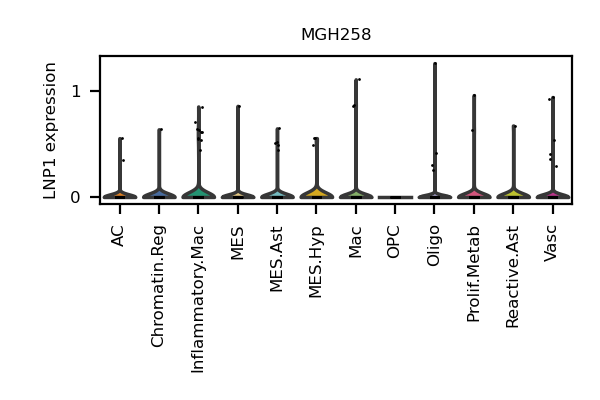 MGH258
LNP1 expression
1
0
AC
Chromatin.Reg
Inflammatory.Mac
MES
MES.Ast
MES.Hyp
Mac
OPC
Oligo
Prolif.Metab
Reactive.Ast
Vasc